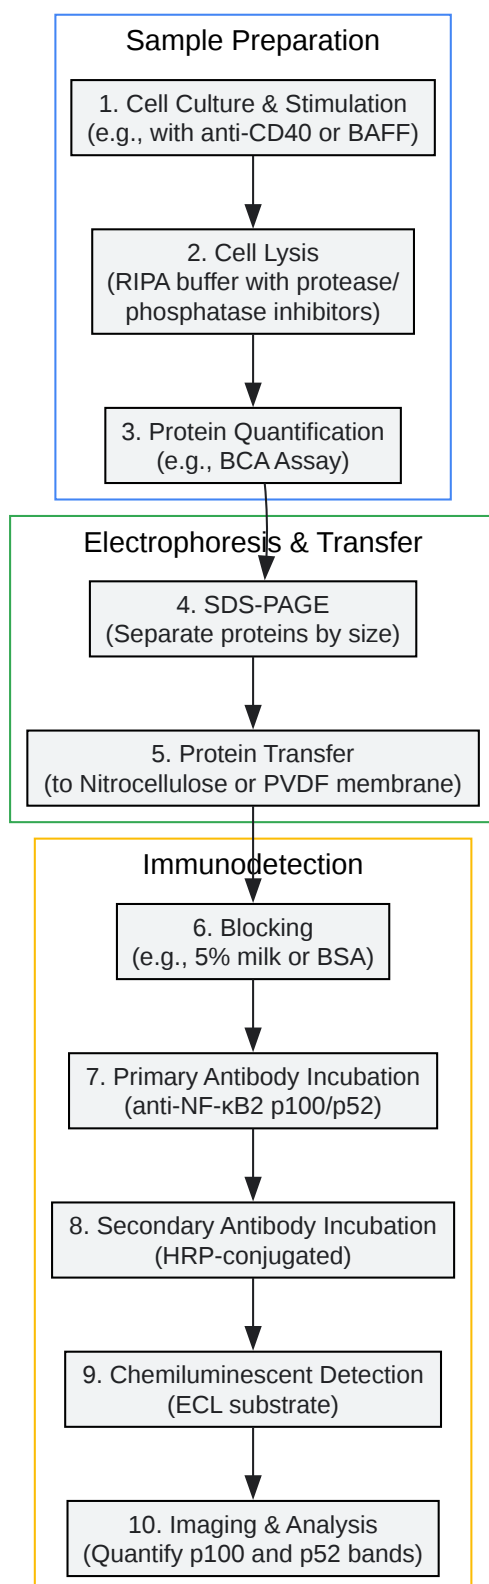 Sample Preparation
1. Cell Culture & Stimulation
(e.g., with anti-CD40 or BAFF)
2. Cell Lysis
(RIPA buffer with protease/
phosphatase inhibitors)
3. Protein Quantification
(e.g., BCA Assay)
Electrophoresis & Transfer
4. SDS-PAGE
(Separate proteins by size)
5. Protein Transfer
(to Nitrocellulose or PVDF membrane)
Immunodetection
6. Blocking
(e.g., 5% milk or BSA)
7. Primary Antibody Incubation
(anti-NF-κB2 p100/p52)
8. Secondary Antibody Incubation
(HRP-conjugated)
9. Chemiluminescent Detection
(ECL substrate)
10. Imaging & Analysis
(Quantify p100 and p52 bands)